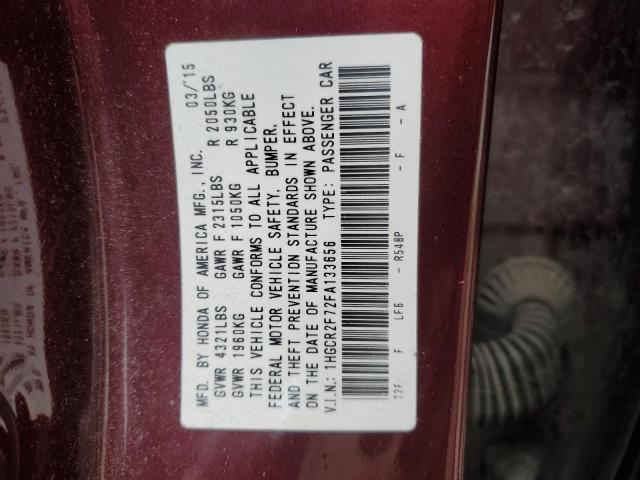 MFD. BY HONDA OF AMERICA MFG., INC. 03/'15
GVWR 4321LBS GAWR F 2315LBS R 2050LBS
GVWR 1960KG GAWR F 1050KG R 930KG
THIS VEHICLE CONFORMS TO ALL APPLICABLE
FEDERAL MOTOR VEHICLE SAFETY, BUMPER,
AND THEFT PREVENTION STANDARDS IN EFFECT
ON THE DATE OF MANUFACTURE SHOWN ABOVE.
V.I.N.: 1HGCR2F72FA133656 TYPE: PASSENGER CAR
T2F F LF6 - R548P - F - A